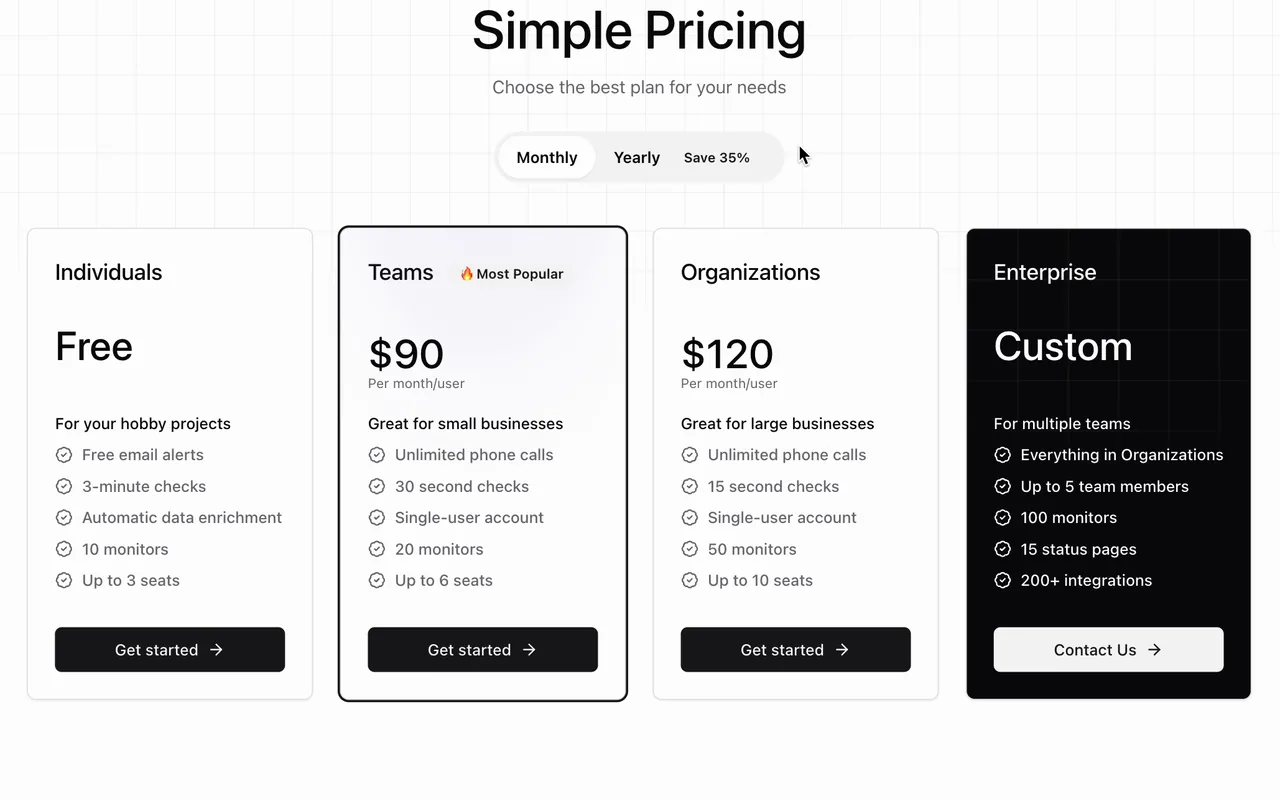 Simple Pricing
Choose the best plan for your needs
Monthly Yearly Save 35%
Individuals
Free
For your hobby projects
Free email alerts
3-minute checks
Automatic data enrichment
10 monitors
Up to 3 seats
Get started →
Teams 🔥 Most Popular
$90
Per month/user
Great for small businesses
Unlimited phone calls
30 second checks
Single-user account
20 monitors
Up to 6 seats
Get started →
Organizations
$120
Per month/user
Great for large businesses
Unlimited phone calls
15 second checks
Single-user account
50 monitors
Up to 10 seats
Get started →
Enterprise
Custom
For multiple teams
Everything in Organizations
Up to 5 team members
100 monitors
15 status pages
200+ integrations
Contact Us →